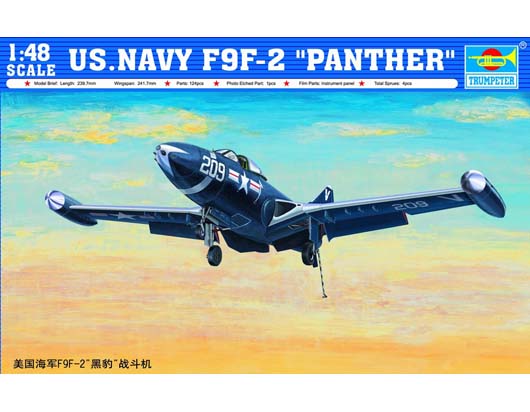 1:48
SCALE
US.NAVY F9F-2 "PANTHER"
TRUMPETER
Model Brief: Length: 239.7mm ★ Wingspan: 241.7mm ★ Parts: 124pcs ★ Photo Etched Part: 1pcs ★ Film Parts: instrument panel ★ Total Sprues: 4pcs
209
V
209
美国海军F9F-2"黑豹"战斗机